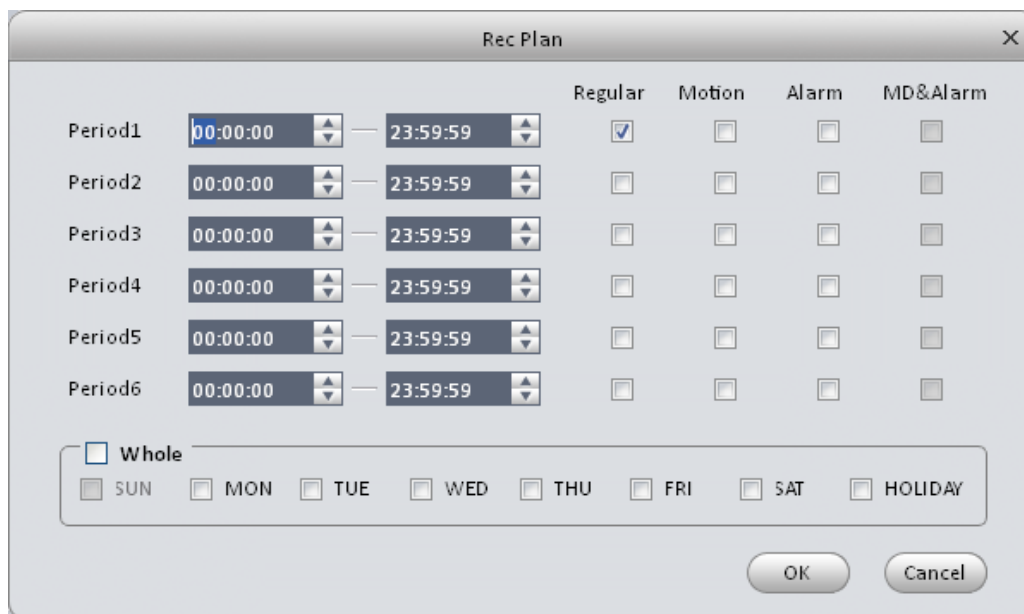 Rec Plan
Regular Motion Alarm MD&Alarm
Period1 00:00:00 23:59:59
Period2 00:00:00 23:59:59
Period3 00:00:00 23:59:59
Period4 00:00:00 23:59:59
Period5 00:00:00 23:59:59
Period6 00:00:00 23:59:59
Whole
SUN MON TUE WED THU FRI SAT HOLIDAY
OK Cancel